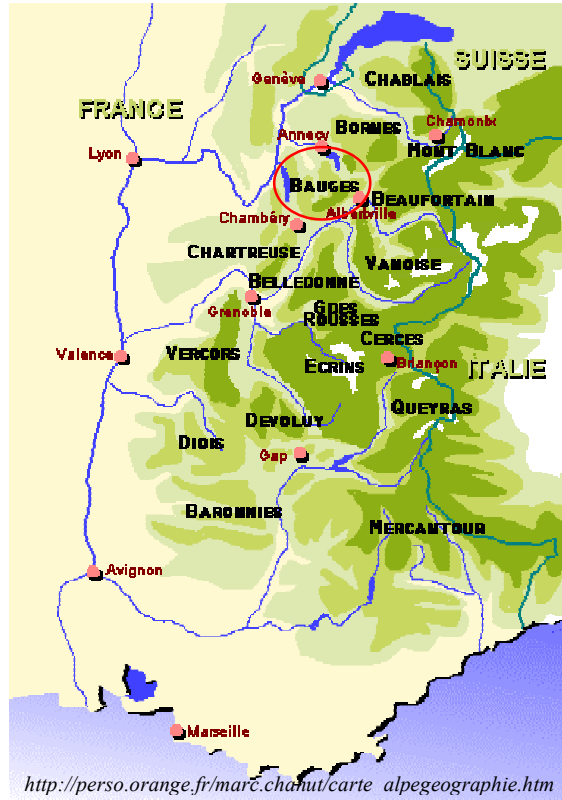 SUISSE
Genève
CHABLAIS
FRANCE
Chamonix
Annecy
BORNES
Lyon
MONT BLANC
BAUGES
BEAUFORTAIN
Albertville
Chambéry
CHARTREUSE
VANOISE
BELLEDONNE
Grenoble
GDES
ROUSSES
CERCES
Valence
VERCORS
ECRINS
Briançon
ITALIE
QUEYRAS
DEVOLUY
DIOIS
Gap
BARONNIES
MERCANTOUR
Avignon
Marseille
http://perso.orange.fr/marc.chanut/carte_alpegeographie.htm